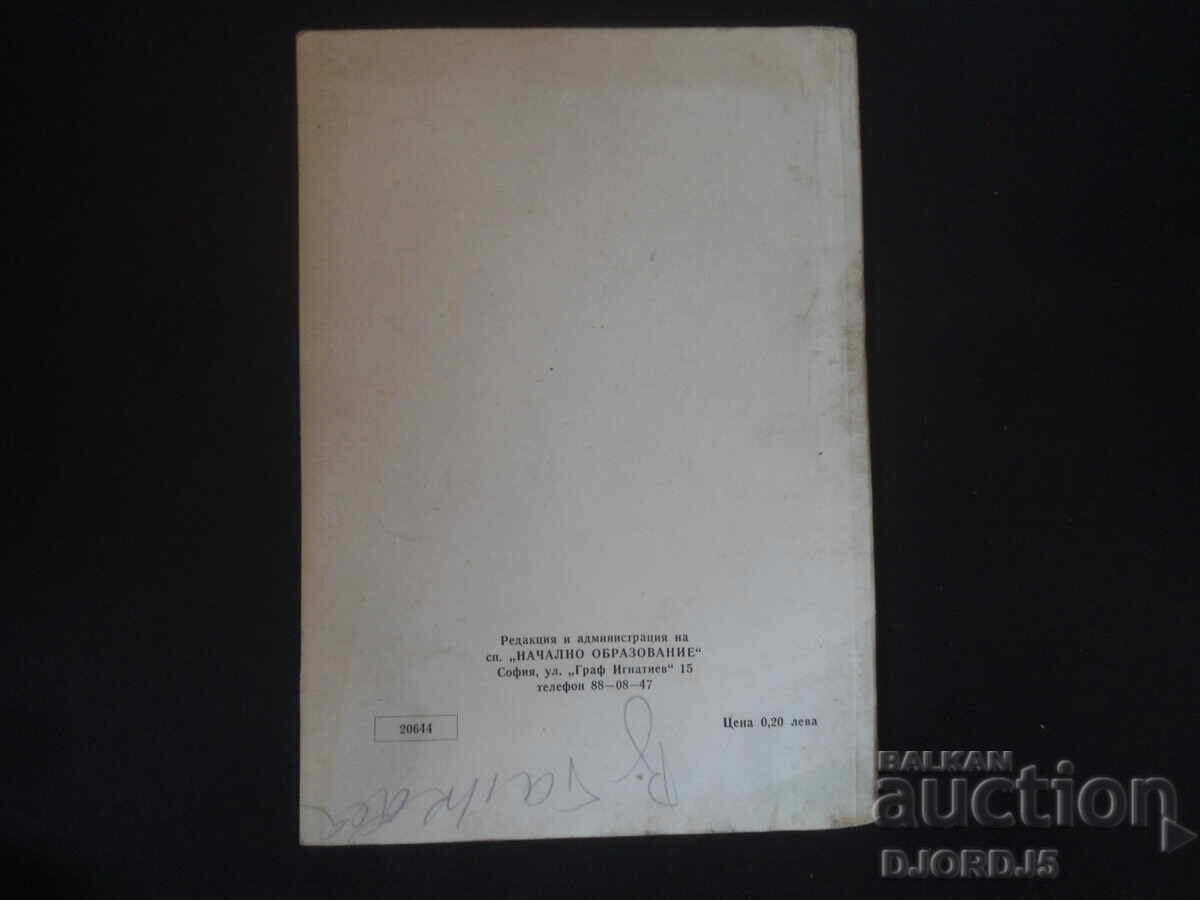 Редакция и администрация на
сп. „НАЧАЛНО ОБРАЗОВАНИЕ“
София, ул. „Граф Игнатиев“ 15
телефон 88—08—47
20644
Цена 0,20 лева
BALKAN
auction
DJORDJ5